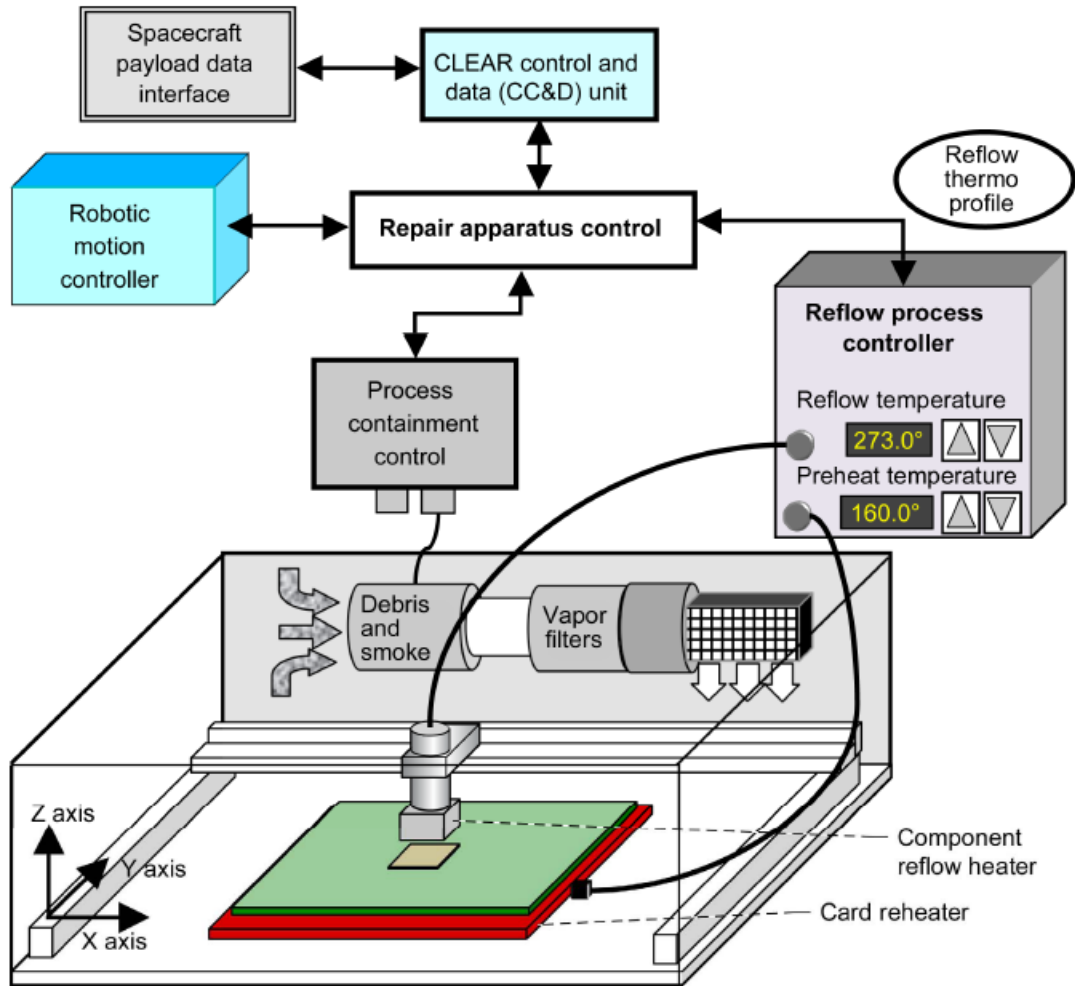 Spacecraft
payload data
interface
CLEAR control and
data (CC&D) unit
Reflow
thermo
profile
Robotic
motion
controller
Repair apparatus control
Reflow process
controller
Process
containment
control
Reflow temperature
273.0°
Preheat temperature
160.0°
Debris
and
smoke
Vapor
filters
Z axis
Y axis
X axis
Component
reflow heater
Card reheater